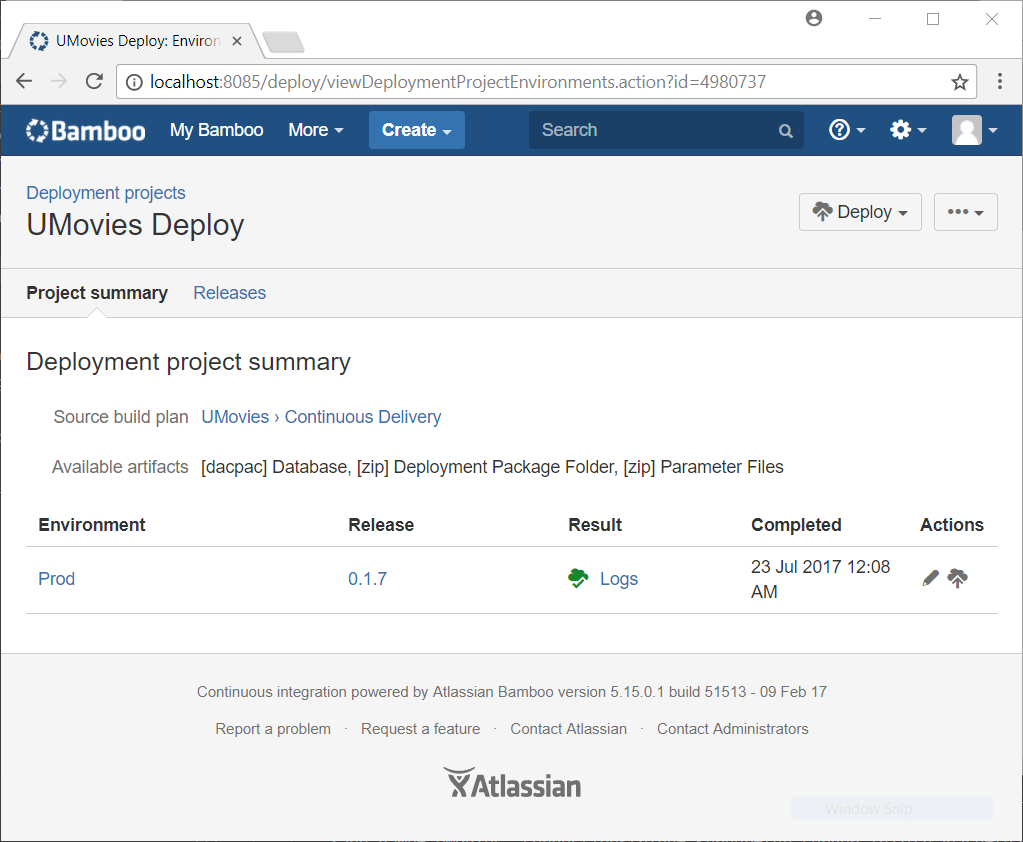 UMovies Deploy: Environ
localhost:8085/deploy/viewDeploymentProjectEnvironments.action?id=4980737
Bamboo My Bamboo More Create Search
Deployment projects
UMovies Deploy
Deploy
Project summary Releases
Deployment project summary
Source build plan UMovies › Continuous Delivery
Available artifacts [dacpac] Database, [zip] Deployment Package Folder, [zip] Parameter Files
Environment Release Result Completed Actions
Prod 0.1.7 Logs 23 Jul 2017 12:08
AM
Continuous integration powered by Atlassian Bamboo version 5.15.0.1 build 51513 - 09 Feb 17
Report a problem · Request a feature · Contact Atlassian · Contact Administrators
Atlassian
Window Snip